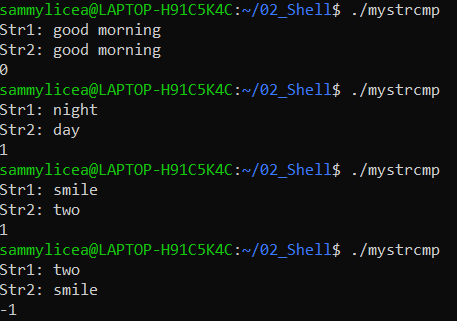 sammylicea@LAPTOP-H91C5K4C:~/02_Shell$ ./mystrcmp
Str1: good morning
Str2: good morning
0
sammylicea@LAPTOP-H91C5K4C:~/02_Shell$ ./mystrcmp
Str1: night
Str2: day
1
sammylicea@LAPTOP-H91C5K4C:~/02_Shell$ ./mystrcmp
Str1: smile
Str2: two
1
sammylicea@LAPTOP-H91C5K4C:~/02_Shell$ ./mystrcmp
Str1: two
Str2: smile
-1